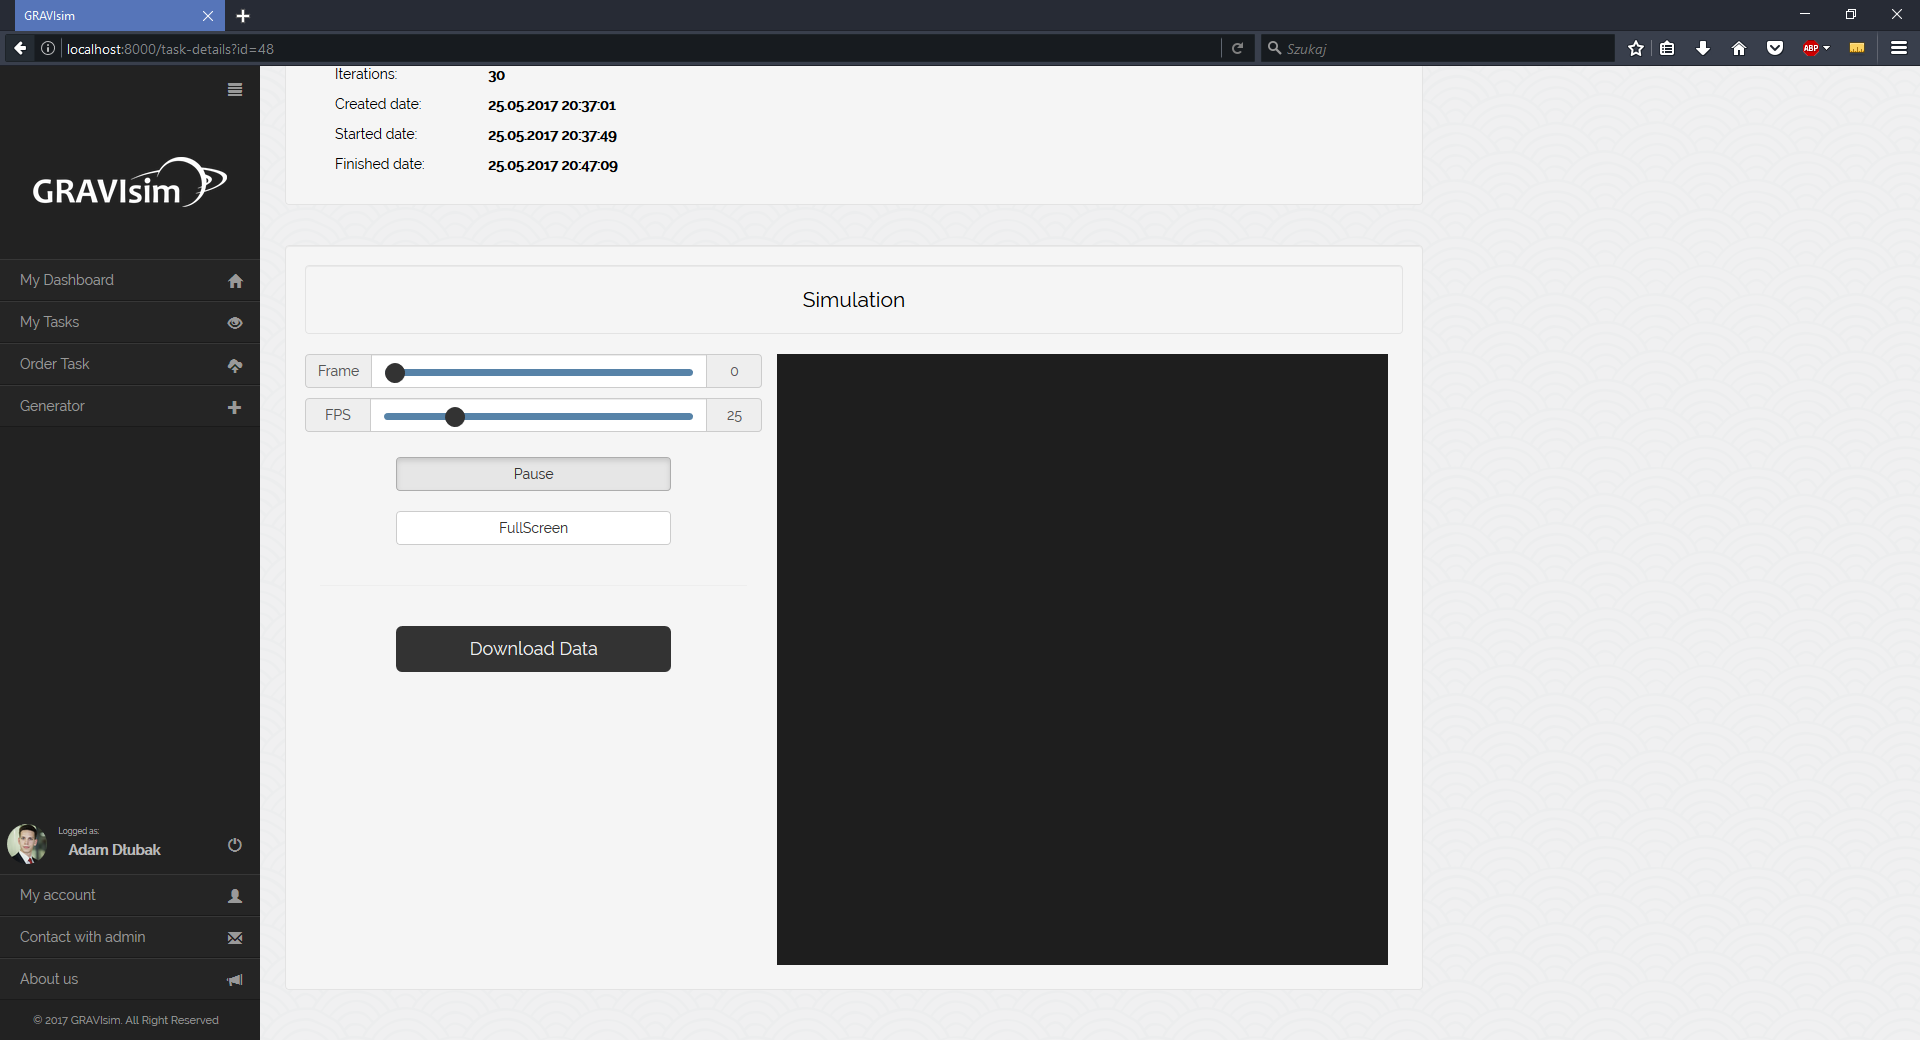 GRAVIsim
localhost:8000/task-details?id=48
Szukaj
ABP
GRAVIsim
My Dashboard
My Tasks
Order Task
Generator
Logged as:
Adam Dłubak
My account
Contact with admin
About us
© 2017 GRAVIsim. All Right Reserved
Iterations: 30
Created date: 25.05.2017 20:37:01
Started date: 25.05.2017 20:37:49
Finished date: 25.05.2017 20:47:09
Simulation
Frame 0
FPS 25
Pause
FullScreen
Download Data